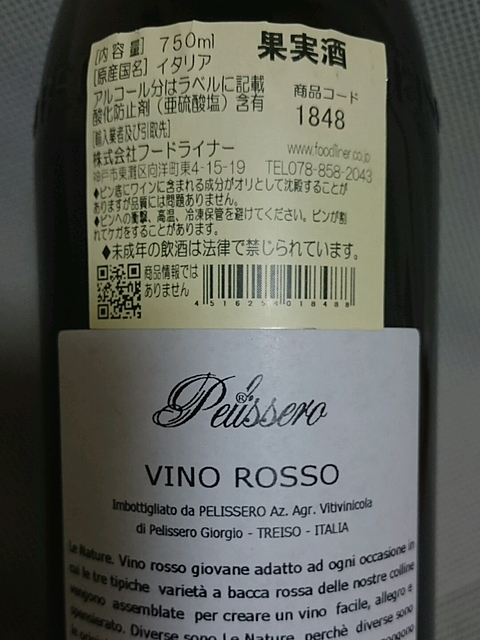 [内容量] 750ml 果実酒
[原産国名] イタリア
アルコール分はラベルに記載
酸化防止剤(亜硫酸塩)含有
商品コード
1848
[輸入業者及び引取先]
株式会社フードライナー
www.foodliner.co.jp
神戸市東灘区向洋町東4-15-19 TEL078-858-2043
●ビン底にワインに含まれる成分がオリとして沈殿することが
ありますが品質には問題ありません。
●ビンへの衝撃、高温、冷凍保管を避けてください。ビンが割
れてケガをすることがあります。
◆未成年の飲酒は法律で禁じられています。
商品情報では
ありません
4516251018488
Pelissero
®
VINO ROSSO
Imbottigliato da PELISSERO Az. Agr. Vitivinicola
di Pelissero Giorgio - TREISO - ITALIA
Le Nature. Vino rosso giovane adatto ad ogni occasione in
cui le tre tipiche varietà a bacca rossa delle nostre colline
vengono assemblate per creare un vino facile, allegro e
spensierato. Diverse sono Le Nature, perchè diverse sono